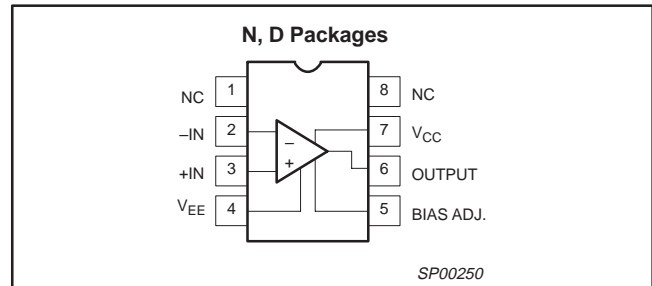 N, D Packages
NC 1 8 NC
–IN 2 – 7 VCC
+IN 3 + 6 OUTPUT
VEE 4 5 BIAS ADJ.
SP00250